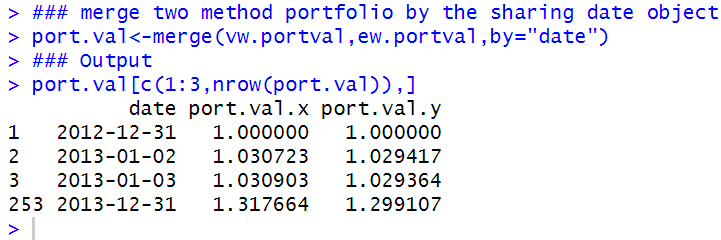 > ### merge two method portfolio by the sharing date object
> port.val<-merge(vw.portval,ew.portval,by="date")
> ### Output
> port.val[c(1:3,nrow(port.val)),]
          date port.val.x port.val.y
1   2012-12-31   1.000000   1.000000
2   2013-01-02   1.030723   1.029417
3   2013-01-03   1.030903   1.029364
253 2013-12-31   1.317664   1.299107
>